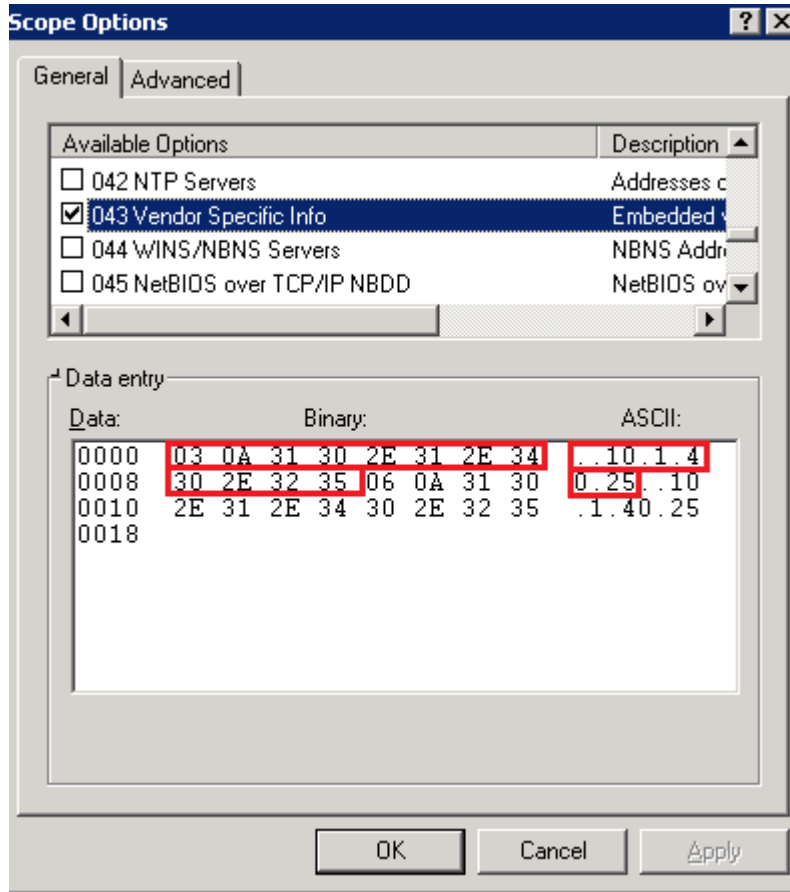 Scope Options
General Advanced
Available Options Description
042 NTP Servers Addresses c
043 Vendor Specific Info Embedded v
044 WINS/NBNS Servers NBNS Addr
045 NetBIOS over TCP/IP NBDD NetBIOS ov
Data entry
Data: Binary: ASCII:
0000 03 0A 31 30 2E 31 2E 34 ..10.1.4
0008 30 2E 32 35 06 0A 31 30 0.25..10
0010 2E 31 2E 34 30 2E 32 35 .1.40.25
0018
OK Cancel Apply